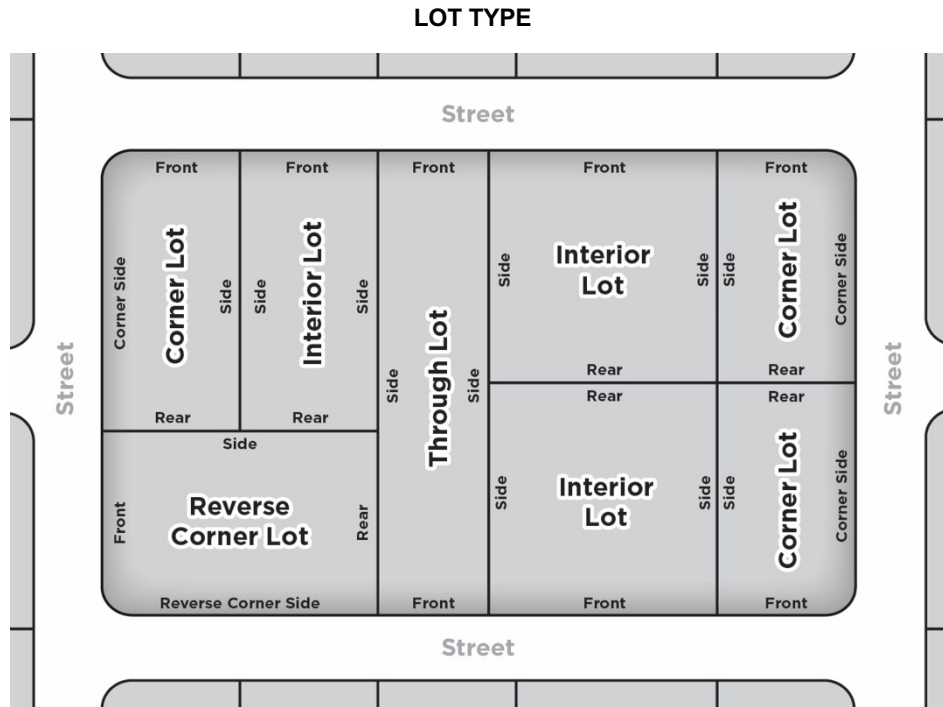 LOT TYPE
Street
Front
Front
Front
Front
Front
Corner Side
Corner Lot
Side
Side
Interior Lot
Side
Side
Through Lot
Side
Side
Interior
Lot
Side
Side
Corner Lot
Corner Side
Rear
Rear
Rear
Rear
Street
Street
Side
Front
Reverse
Corner Lot
Rear
Reverse Corner Side
Front
Rear
Rear
Side
Interior
Lot
Side
Side
Corner Lot
Corner Side
Front
Front
Street